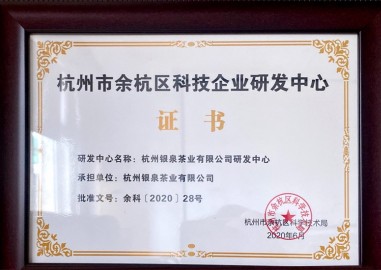 杭州市余杭区科技企业研发中心
证书
研发中心名称：杭州银泉茶业有限公司研发中心
承担单位：杭州银泉茶业有限公司
批准文号：余科〔2020〕28号
杭州市余杭区科学技术局
2020年6月